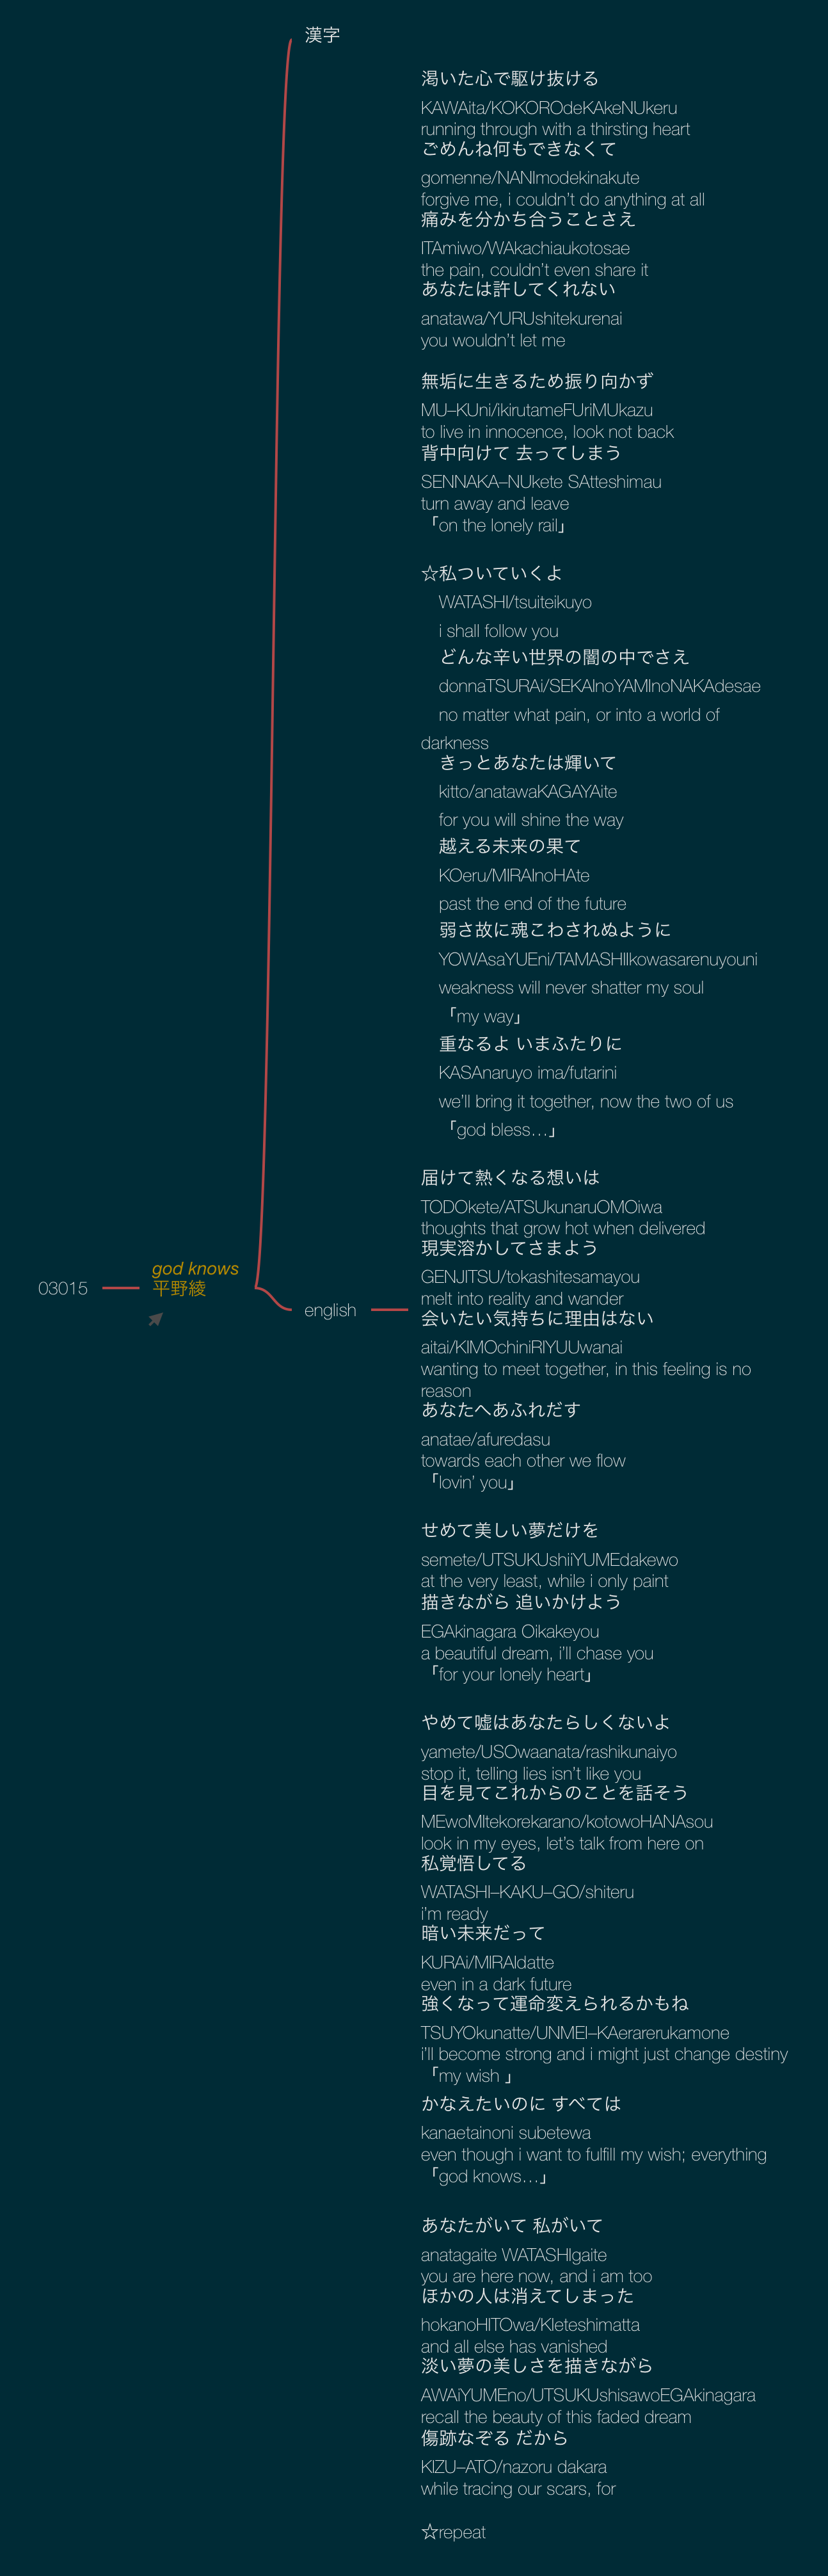 漢字
渇いた心で駆け抜ける
KAWAita/KOKOROdeKAkeNUkeru
running through with a thirsting heart
ごめんね何もできなくて
gomenne/NANImodekinakute
forgive me, i couldn't do anything at all
痛みを分かち合うことさえ
ITAmiwo/WAkachiaukotosae
the pain, couldn't even share it
あなたは許してくれない
anatawa/YURUshitekurenai
you wouldn't let me
無垢に生きるため振り向かず
MU–KUni/ikirutameFUriMUkazu
to live in innocence, look not back
背中向けて 去ってしまう
SENNAKA–NUkete SAtteshimau
turn away and leave
「on the lonely rail」
☆私ついていくよ
WATASHI/tsuiteikuyo
i shall follow you
どんな辛い世界の闇の中でさえ
donnaTSURAi/SEKAInoYAMInoNAKAdesae
no matter what pain, or into a world of
darkness
きっとあなたは輝いて
kitto/anatawaKAGAYAite
for you will shine the way
越える未来の果て
KOeru/MIRAInoHAte
past the end of the future
弱さ故に魂こわされぬように
YOWAsaYUEni/TAMASHIIkowasarenuyouni
weakness will never shatter my soul
「my way」
重なるよ いまふたりに
KASAnaruyo ima/futarini
we'll bring it together, now the two of us
「god bless…」
届けて熱くなる想いは
TODOkete/ATSUkunaruOMOiwa
thoughts that grow hot when delivered
現実溶かしてさまよう
GENJITSU/tokashitesamayou
melt into reality and wander
会いたい気持ちに理由はない
aitai/KIMOchiniRIYUUwanai
wanting to meet together, in this feeling is no
reason
あなたへあふれだす
anatae/afuredasu
towards each other we flow
「lovin' you」
せめて美しい夢だけを
semete/UTSUKUshiiYUMEdakewo
at the very least, while i only paint
描きながら 追いかけよう
EGAkinagara Oikakeyou
a beautiful dream, i'll chase you
「for your lonely heart」
やめて嘘はあなたらしくないよ
yamete/USOwaanata/rashikunaiyo
stop it, telling lies isn't like you
目を見てこれからのことを話そう
MEwoMItekorekarano/kotowoHANAsou
look in my eyes, let's talk from here on
私覚悟してる
WATASHI–KAKU–GO/shiteru
i'm ready
暗い未来だって
KURAi/MIRAIdatte
even in a dark future
強くなって運命変えられるかもね
TSUYOkunatte/UNMEI–KAerarerukamone
i'll become strong and i might just change destiny
「my wish 」
かなえたいのに すべては
kanaetainoni subetewa
even though i want to fulfill my wish; everything
「god knows…」
あなたがいて 私がいて
anatagaite WATASHIgaite
you are here now, and i am too
ほかの人は消えてしまった
hokanoHITOwa/KIeteshimatta
and all else has vanished
淡い夢の美しさを描きながら
AWAiYUMEno/UTSUKUshisawoEGAkinagara
recall the beauty of this faded dream
傷跡なぞる だから
KIZU–ATO/nazoru dakara
while tracing our scars, for
☆repeat
03015
god knows
平野綾
english